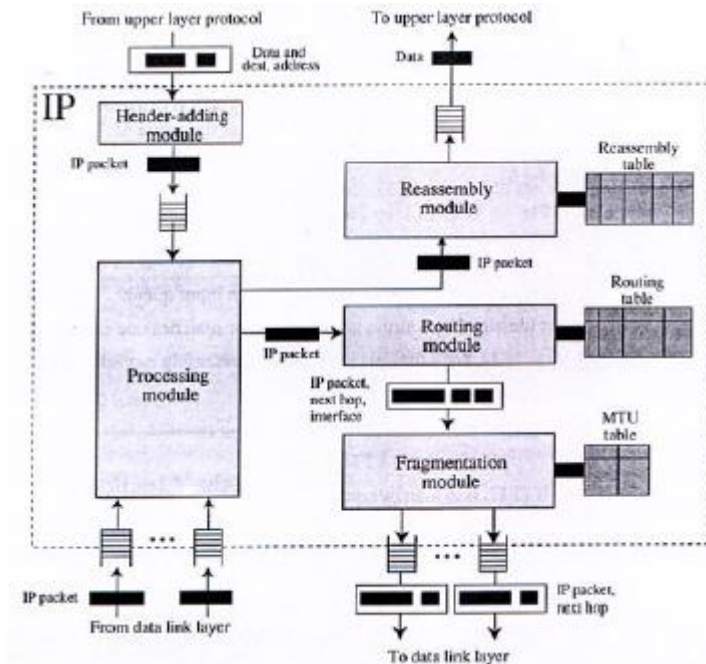 From upper layer protocol
To upper layer protocol
Data and
dest. address
Data
IP
Header-adding
module
IP packet
Reassembly
table
Reassembly
module
IP packet
Routing
table
Routing
module
IP packet
Processing
module
IP packet,
next hop,
interface
MTU
table
Fragmentation
module
IP packet
From data link layer
IP packet,
next hop
To data link layer